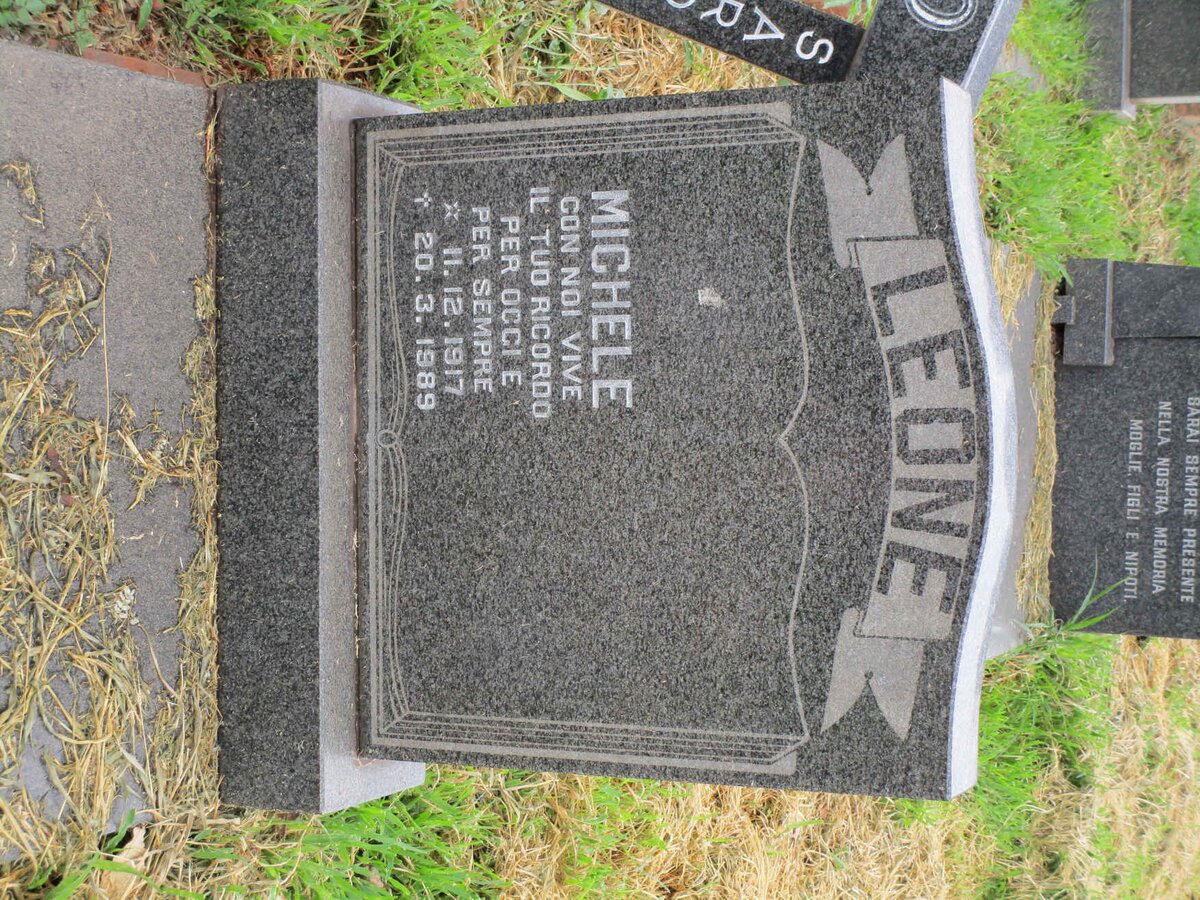 LEONE
MICHELE
CON NOI VIVE
IL TUO RICORDO
PER OCCI E
PER SEMPRE
11. 12. 1917
† 20. 3. 1989
SARAI SEMPRE PRESENTE
NELLA NOSTRA MEMORIA
MOGLIE, FIGLI E NIPOTI.